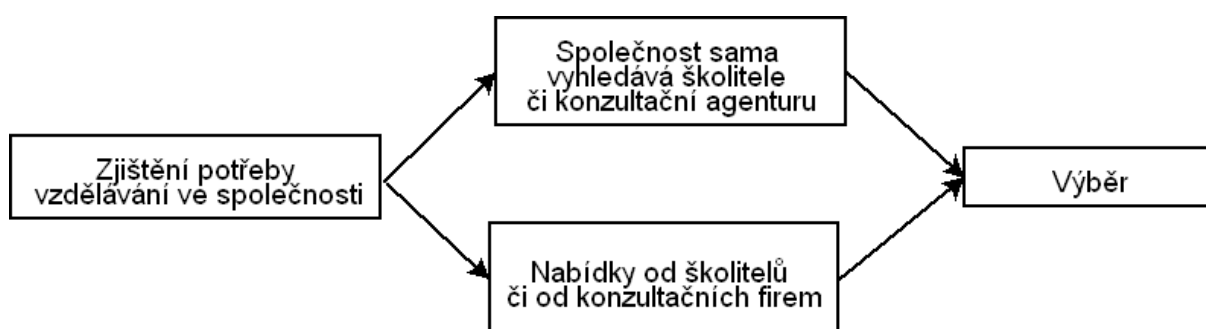 Zjištění potřeby
vzdělávání ve společnosti
Společnost sama
vyhledává školitele
či konzultační agenturu
Nabídky od školitelů
či od konzultačních firem
Výběr